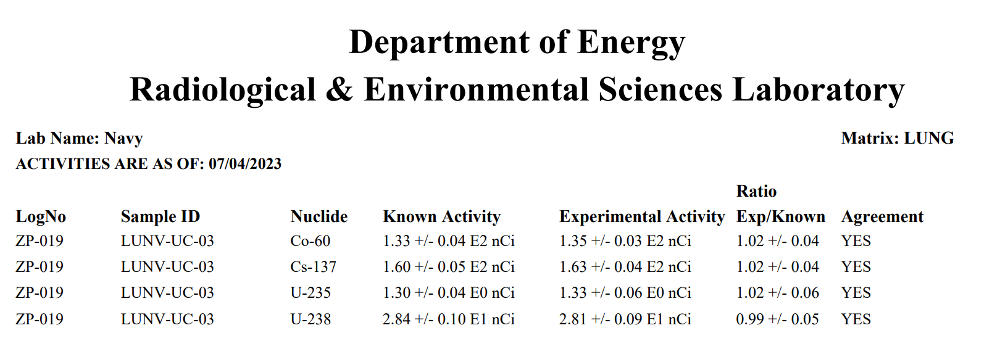 Department of Energy
Radiological & Environmental Sciences Laboratory
Lab Name: Navy Matrix: LUNG
ACTIVITIES ARE AS OF: 07/04/2023
Ratio
LogNo Sample ID Nuclide Known Activity Experimental Activity Exp/Known Agreement
ZP-019 LUNV-UC-03 Co-60 1.33 +/- 0.04 E2 nCi 1.35 +/- 0.03 E2 nCi 1.02 +/- 0.04 YES
ZP-019 LUNV-UC-03 Cs-137 1.60 +/- 0.05 E2 nCi 1.63 +/- 0.04 E2 nCi 1.02 +/- 0.04 YES
ZP-019 LUNV-UC-03 U-235 1.30 +/- 0.04 E0 nCi 1.33 +/- 0.06 E0 nCi 1.02 +/- 0.06 YES
ZP-019 LUNV-UC-03 U-238 2.84 +/- 0.10 E1 nCi 2.81 +/- 0.09 E1 nCi 0.99 +/- 0.05 YES